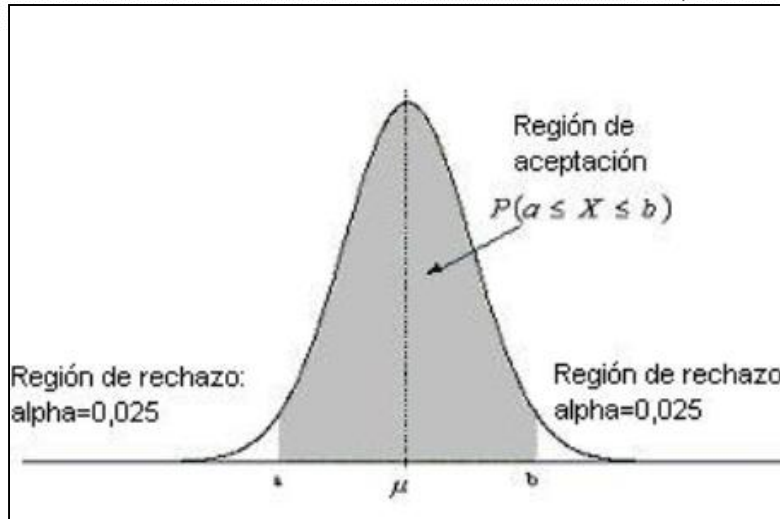 Región de
aceptación
P(a ≤ X ≤ b)
Región de rechazo:
alpha=0,025
Región de rechazo
alpha=0,025
a
μ
b